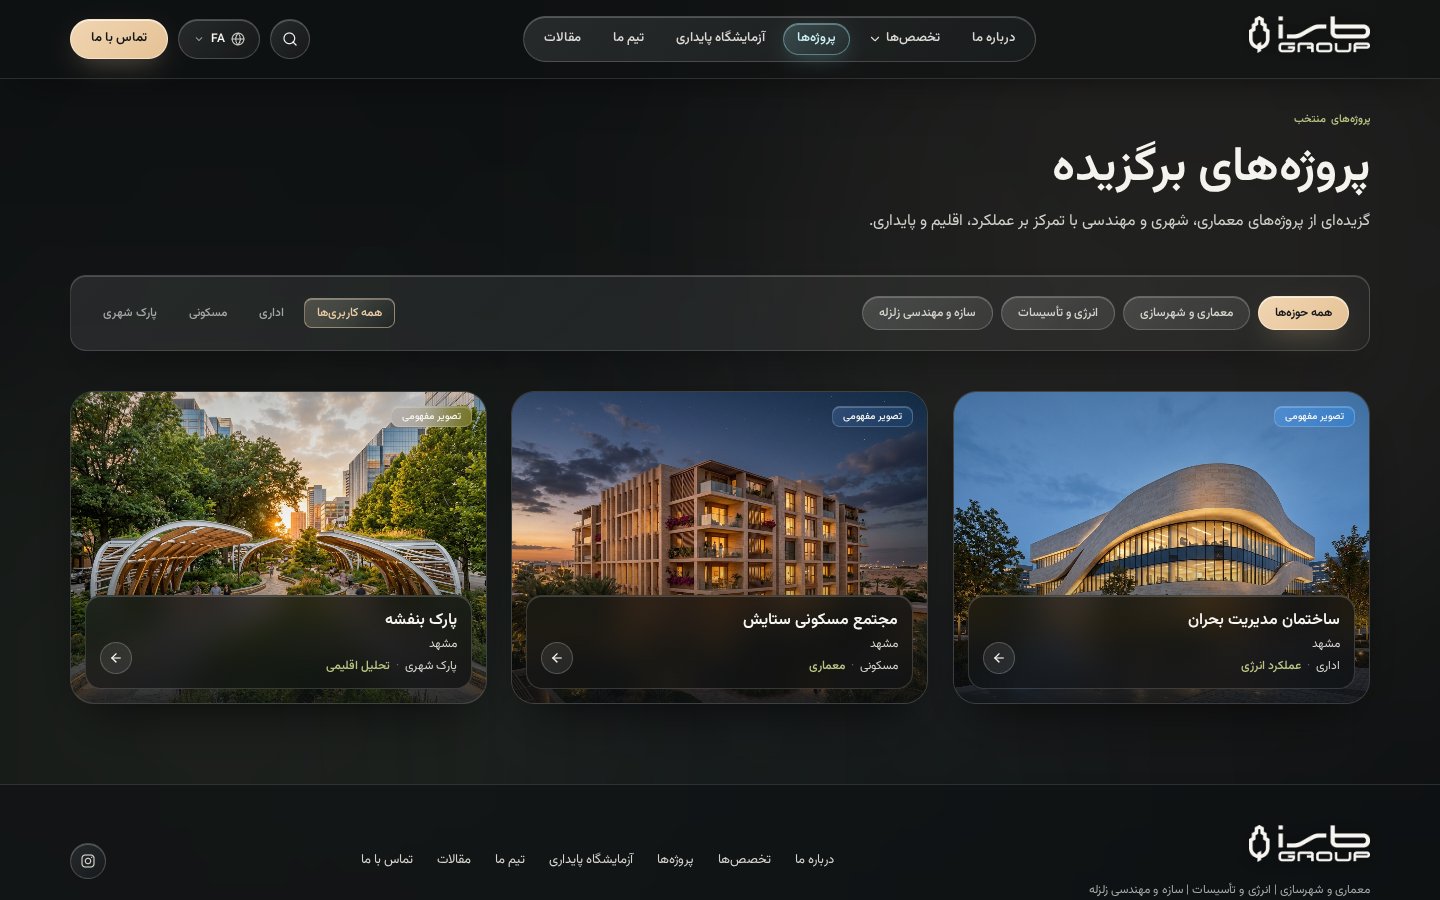 درباره ما
تخصص‌ها
پروژه‌ها
آزمایشگاه پایداری
تیم ما
مقالات
FA
تماس با ما
GROUP
پروژه‌های منتخب
پروژه‌های برگزیده
گزیده‌ای از پروژه‌های معماری، شهری و مهندسی با تمرکز بر عملکرد، اقلیم و پایداری.
همه حوزه‌ها
معماری و شهرسازی
انرژی و تأسیسات
سازه و مهندسی زلزله
همه کاربری‌ها
اداری
مسکونی
پارک شهری
تصویر مفهومی
ساختمان مدیریت بحران
مشهد
اداری · عملکرد انرژی
تصویر مفهومی
مجتمع مسکونی ستایش
مشهد
مسکونی · معماری
تصویر مفهومی
پارک بنفشه
مشهد
پارک شهری · تحلیل اقلیمی
GROUP
معماری و شهرسازی | انرژی و تأسیسات | سازه و مهندسی زلزله
درباره ما
تخصص‌ها
پروژه‌ها
آزمایشگاه پایداری
تیم ما
مقالات
تماس با ما